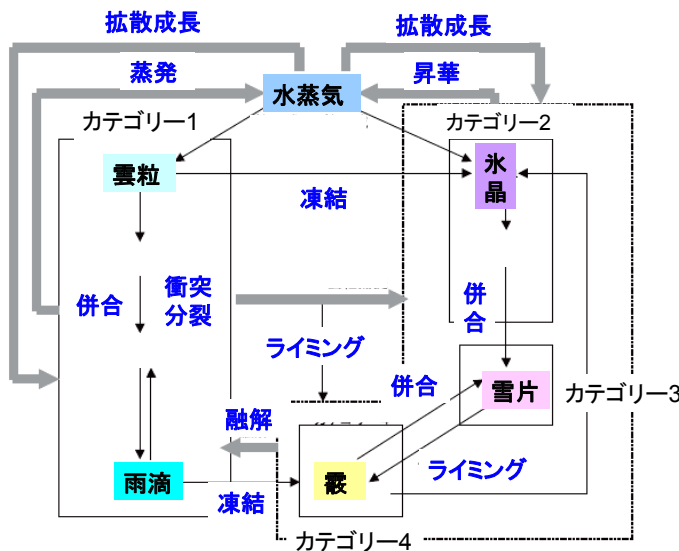 拡散成長
拡散成長
蒸発
昇華
水蒸気
カテゴリー1
カテゴリー2
雲粒
氷
晶
凍結
併合
衝突
分裂
併
合
ライミング
併合
雪片
カテゴリー3
融解
雨滴
凍結
霰
ライミング
カテゴリー4